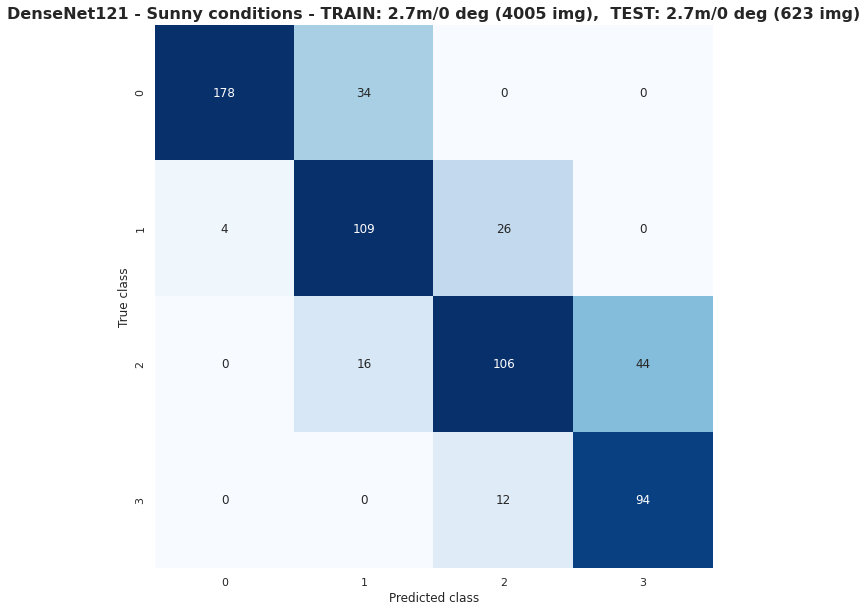 DenseNet121 - Sunny conditions - TRAIN: 2.7m/0 deg (4005 img),  TEST: 2.7m/0 deg (623 img)
0 178 34 0 0
1 4 109 26 0
True class
2 0 16 106 44
3 0 0 12 94
0 1 2 3
Predicted class